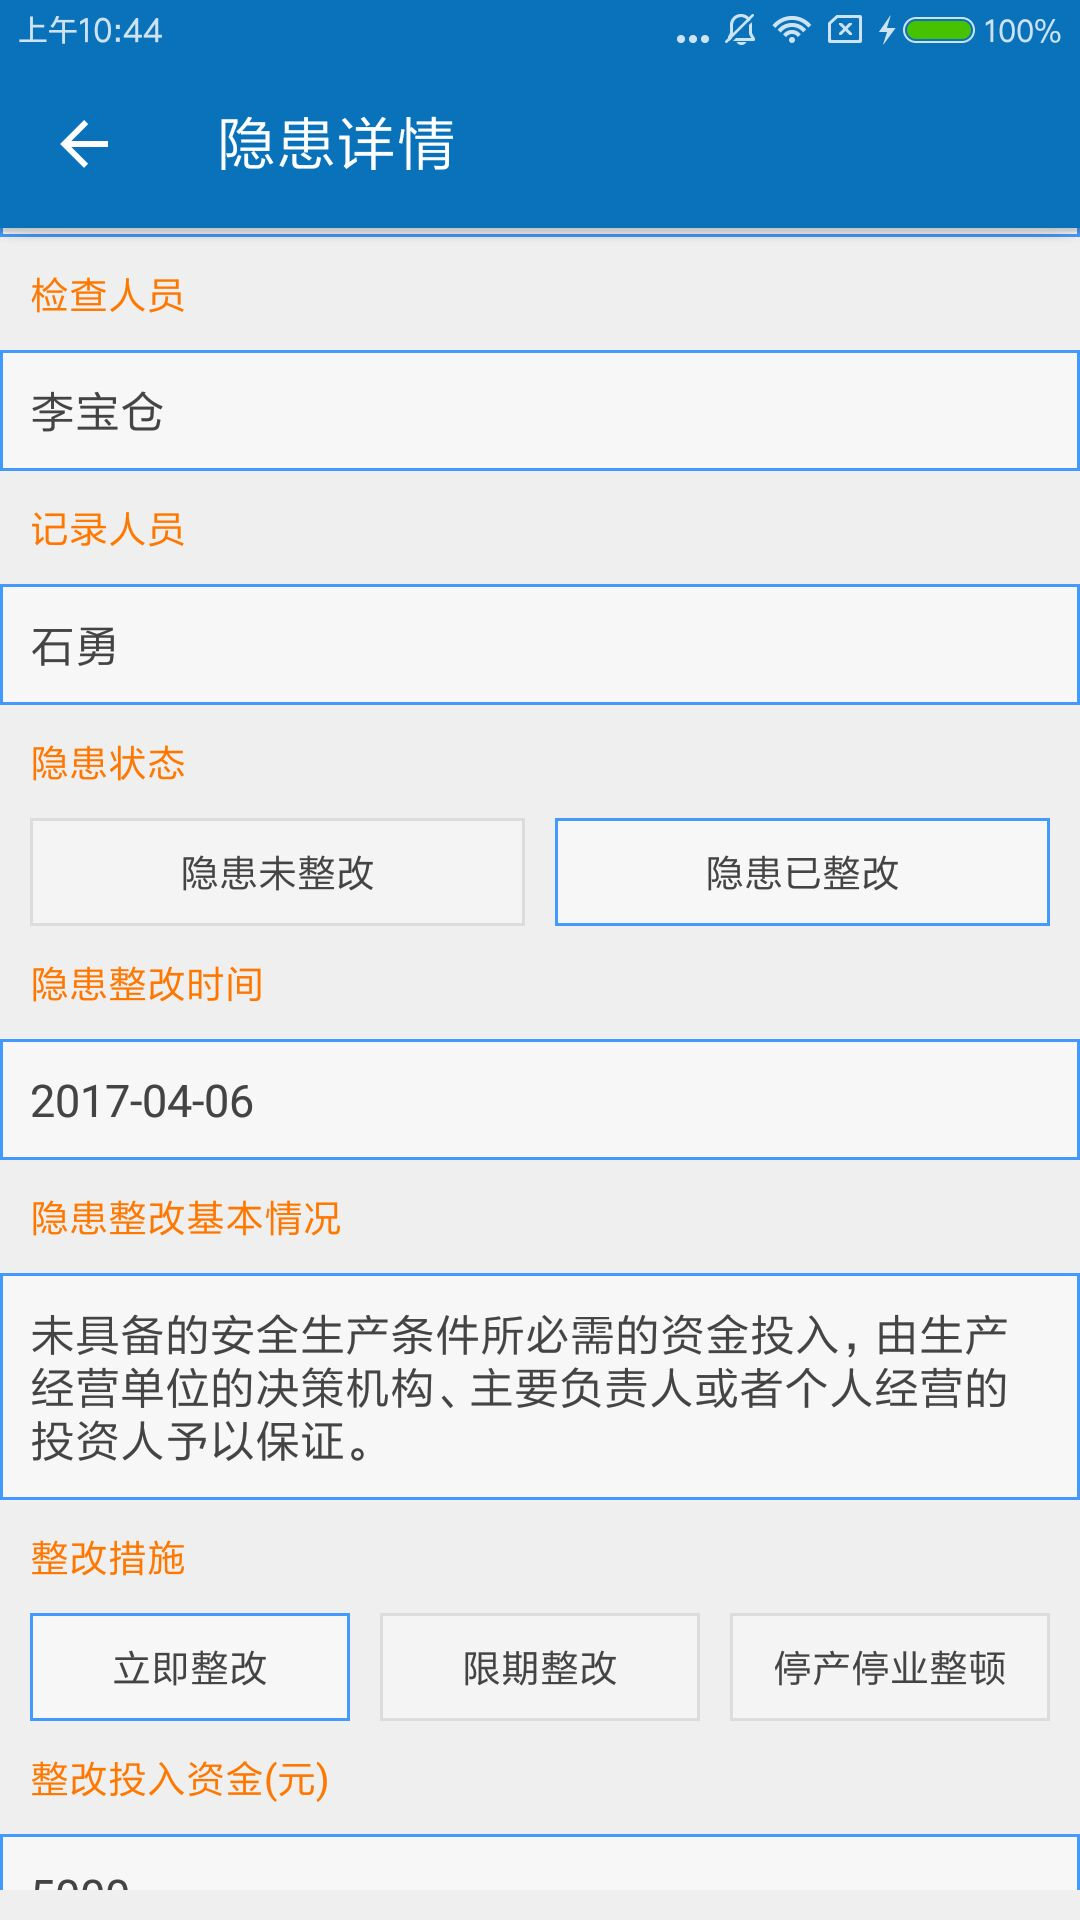 上午10:44
100%
隐患详情
检查人员
李宝仓
记录人员
石勇
隐患状态
隐患未整改
隐患已整改
隐患整改时间
2017-04-06
隐患整改基本情况
未具备的安全生产条件所必需的资金投入，由生产
经营单位的决策机构、主要负责人或者个人经营的
投资人予以保证。
整改措施
立即整改
限期整改
停产停业整顿
整改投入资金(元)